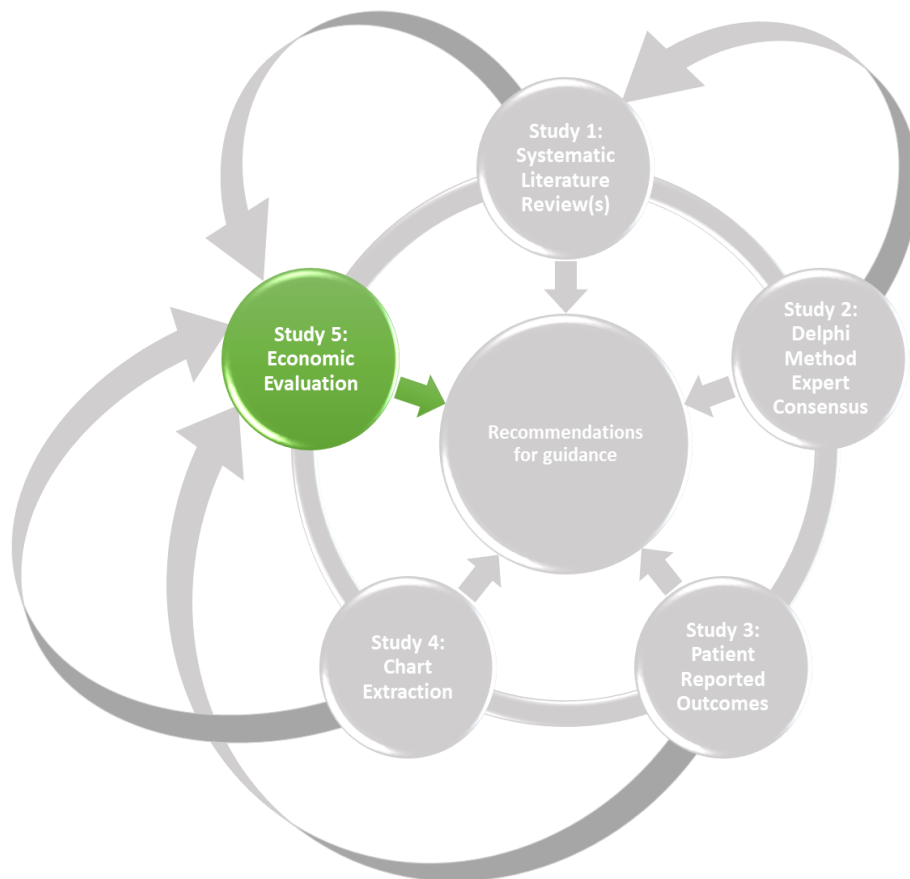 Study 1:
Systematic
Literature
Review(s)
Study 2:
Delphi
Method
Expert
Consensus
Study 5:
Economic
Evaluation
Recommendations
for guidance
Study 4:
Chart
Extraction
Study 3:
Patient
Reported
Outcomes